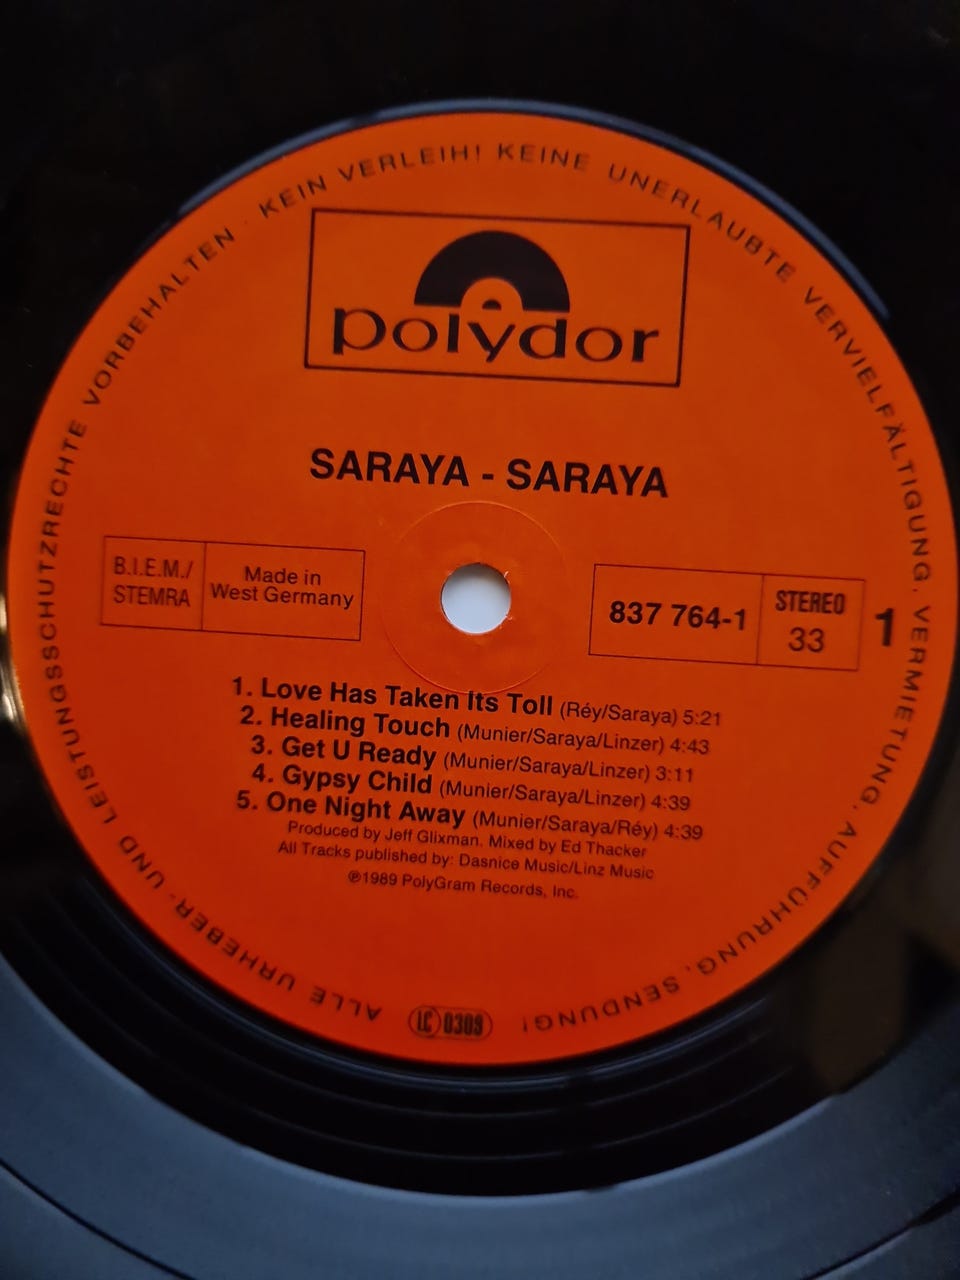 ALLE URHEBER- UND LEISTUNGSSCHUTZRECHTE VORBEHALTEN · KEIN VERLEIH! KEINE UNERLAUBTE VERVIELFÄLTIGUNG, VERMIETUNG, AUFFÜHRUNG, SENDUNG!
polydor
SARAYA - SARAYA
B.I.E.M./
STEMRA
Made in
West Germany
837 764-1
STEREO
33
1
1. Love Has Taken Its Toll (Réy/Saraya) 5:21
2. Healing Touch (Munier/Saraya/Linzer) 4:43
3. Get U Ready (Munier/Saraya/Linzer) 3:11
4. Gypsy Child (Munier/Saraya/Linzer) 4:39
5. One Night Away (Munier/Saraya/Réy) 4:39
Produced by Jeff Glixman. Mixed by Ed Thacker
All Tracks published by: Dasnice Music/Linz Music
℗1989 PolyGram Records, Inc.
LC 0309